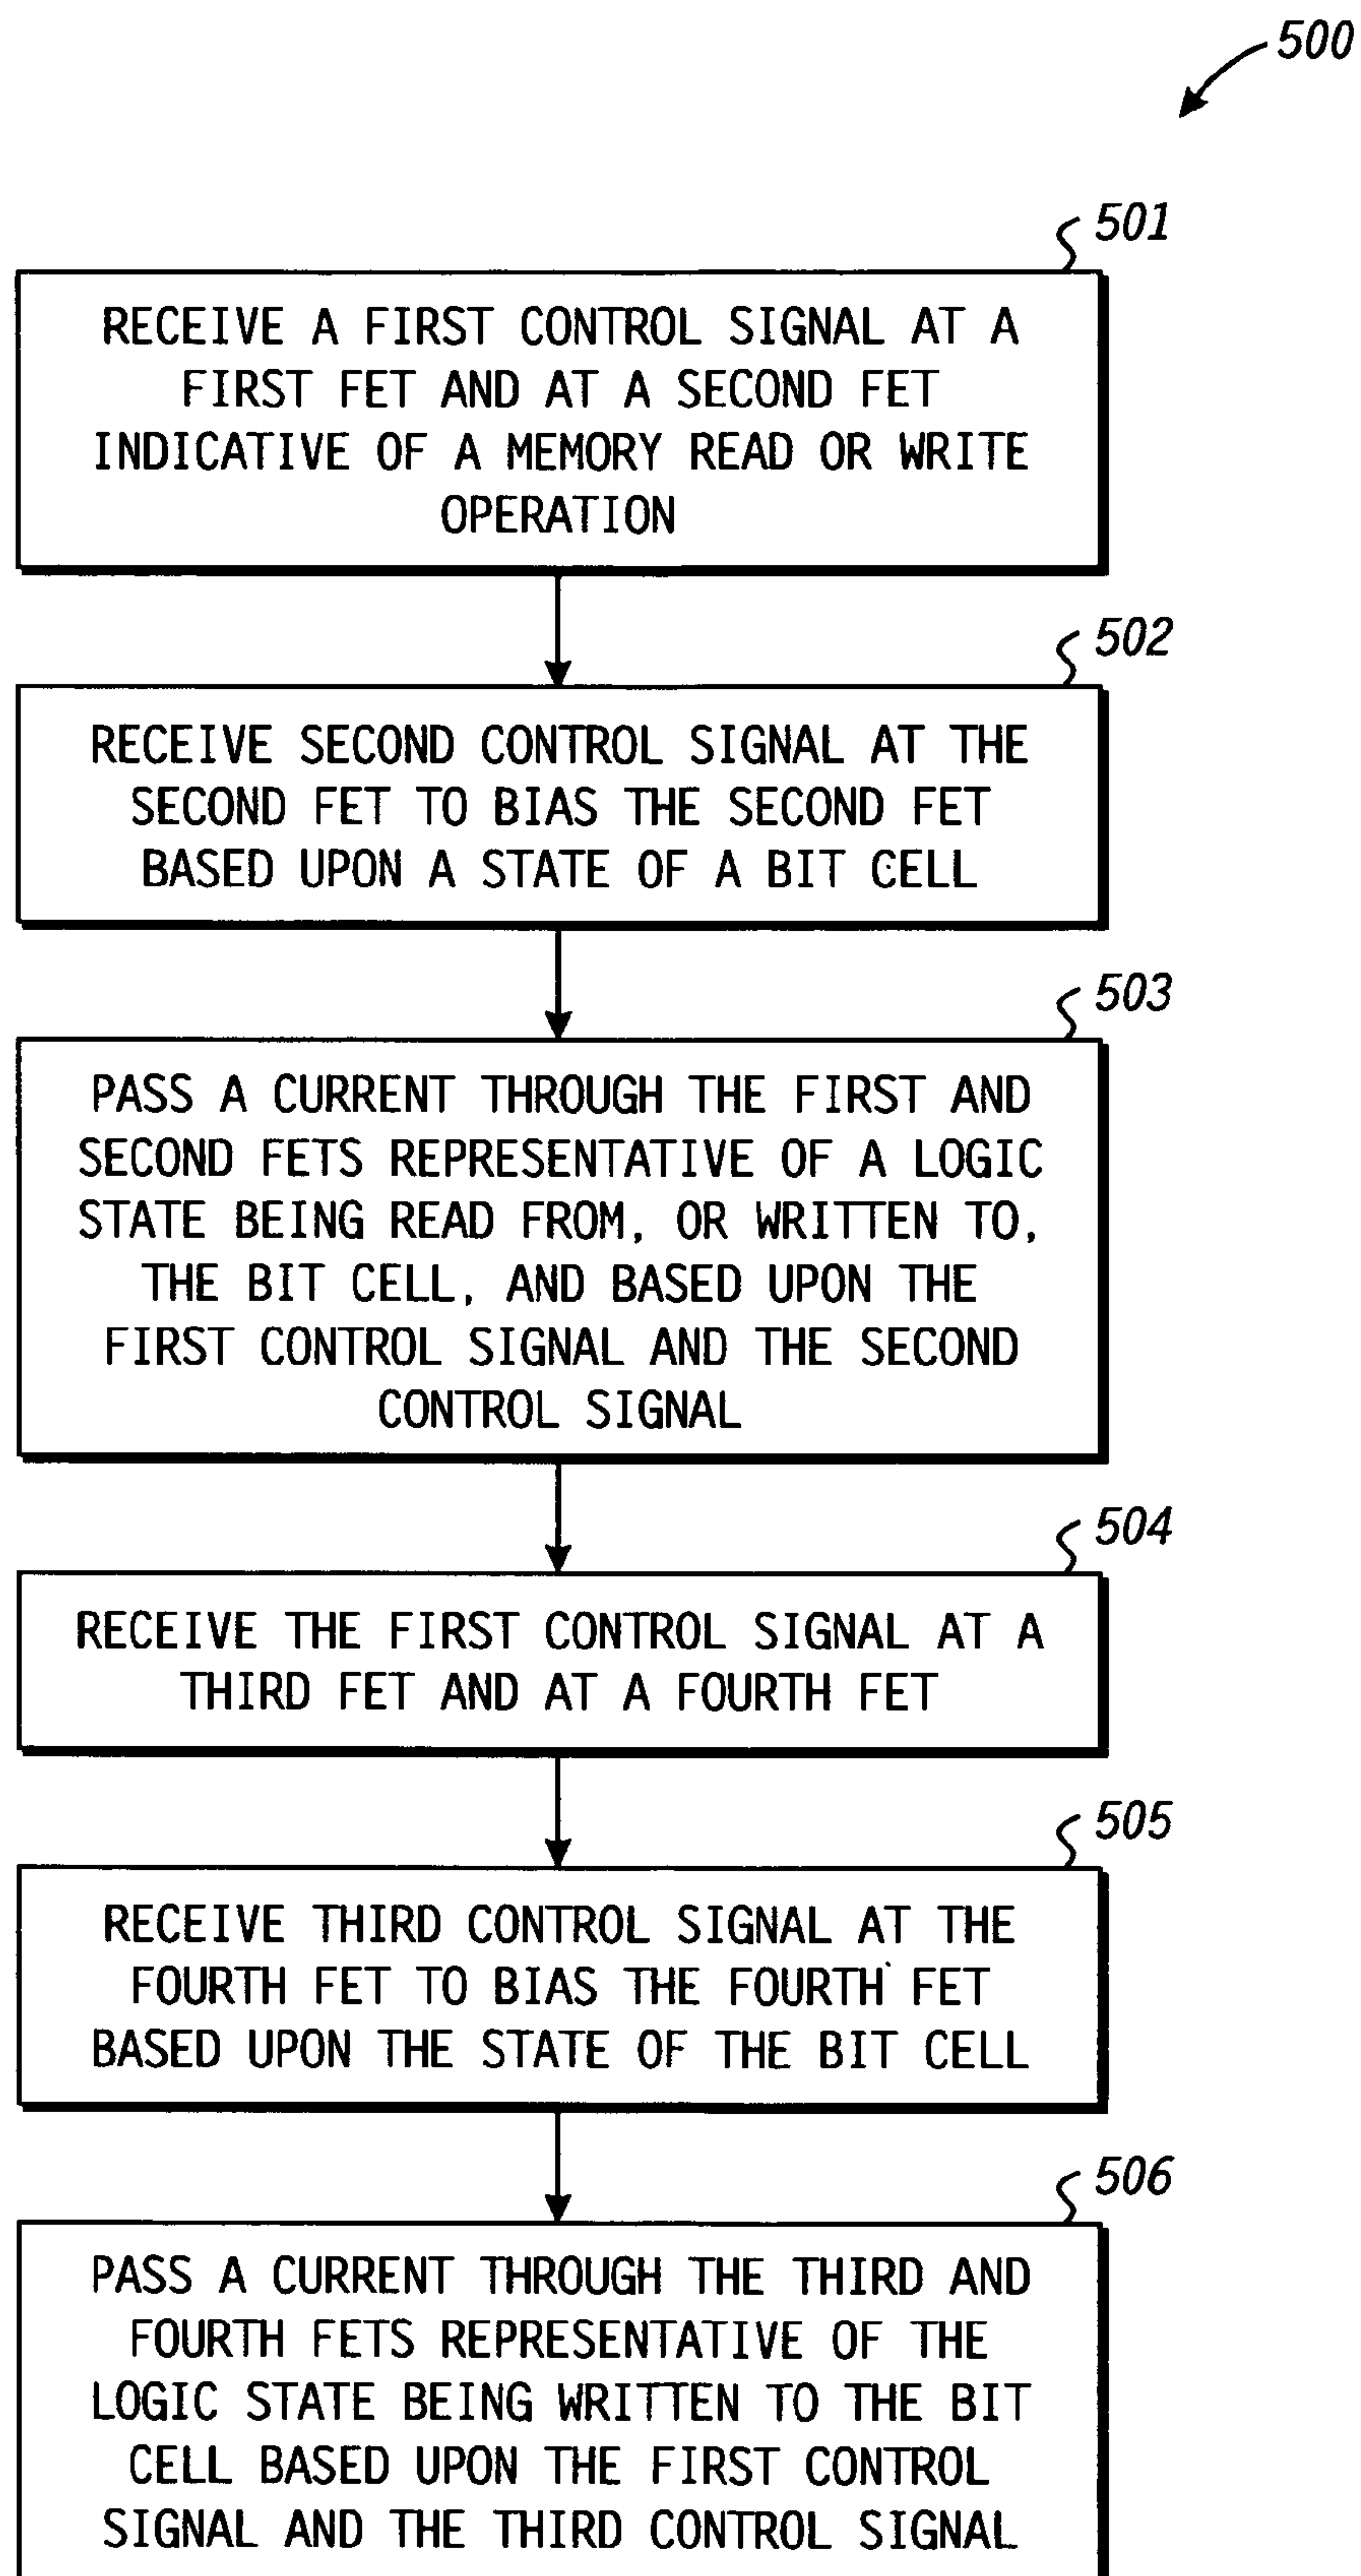 500
501
RECEIVE A FIRST CONTROL SIGNAL AT A
FIRST FET AND AT A SECOND FET
INDICATIVE OF A MEMORY READ OR WRITE
OPERATION
502
RECEIVE SECOND CONTROL SIGNAL AT THE
SECOND FET TO BIAS THE SECOND FET
BASED UPON A STATE OF A BIT CELL
503
PASS A CURRENT THROUGH THE FIRST AND
SECOND FETS REPRESENTATIVE OF A LOGIC
STATE BEING READ FROM, OR WRITTEN TO,
THE BIT CELL, AND BASED UPON THE
FIRST CONTROL SIGNAL AND THE SECOND
CONTROL SIGNAL
504
RECEIVE THE FIRST CONTROL SIGNAL AT A
THIRD FET AND AT A FOURTH FET
505
RECEIVE THIRD CONTROL SIGNAL AT THE
FOURTH FET TO BIAS THE FOURTH FET
BASED UPON THE STATE OF THE BIT CELL
506
PASS A CURRENT THROUGH THE THIRD AND
FOURTH FETS REPRESENTATIVE OF THE
LOGIC STATE BEING WRITTEN TO THE BIT
CELL BASED UPON THE FIRST CONTROL
SIGNAL AND THE THIRD CONTROL SIGNAL